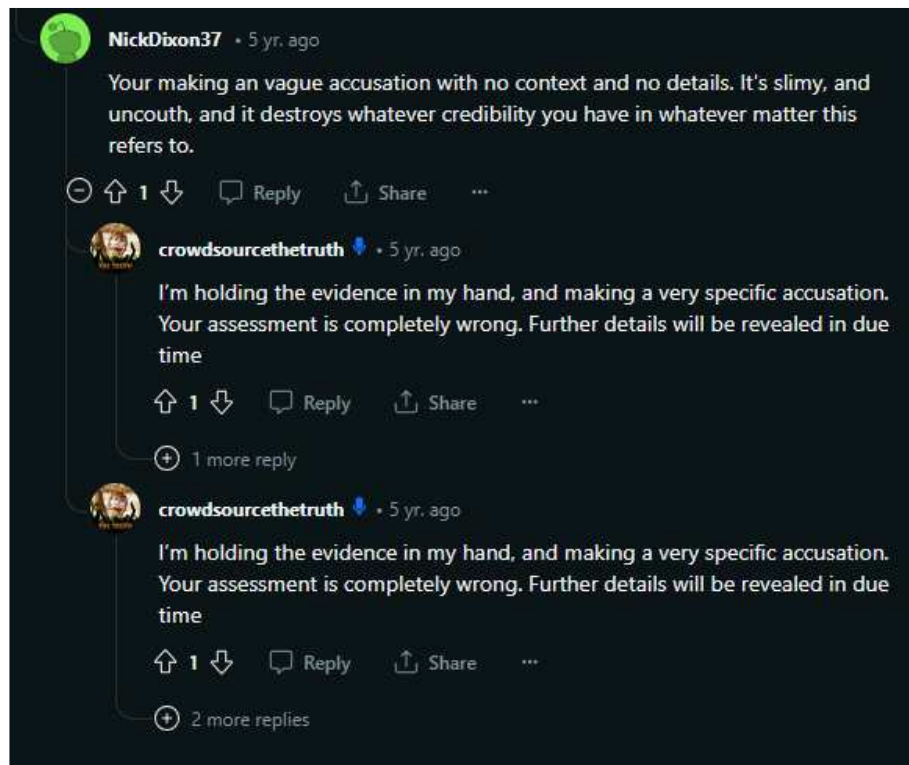 NickDixon37 • 5 yr. ago
Your making an vague accusation with no context and no details. It's slimy, and
uncouth, and it destroys whatever credibility you have in whatever matter this
refers to.
1 Reply Share ...
crowdsourcethetruth • 5 yr. ago
I'm holding the evidence in my hand, and making a very specific accusation.
Your assessment is completely wrong. Further details will be revealed in due
time
1 Reply Share ...
1 more reply
crowdsourcethetruth • 5 yr. ago
I'm holding the evidence in my hand, and making a very specific accusation.
Your assessment is completely wrong. Further details will be revealed in due
time
1 Reply Share ...
2 more replies